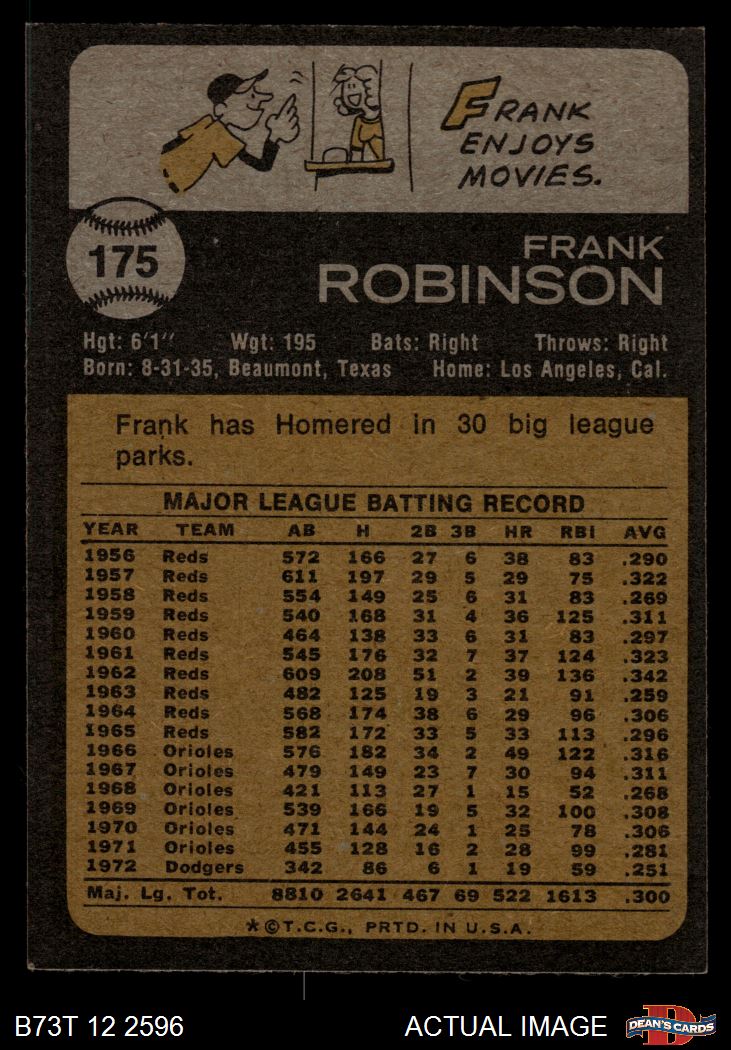 FRANK
ENJOYS
MOVIES.
175
FRANK
ROBINSON
Hgt: 6'1" Wgt: 195 Bats: Right Throws: Right
Born: 8-31-35, Beaumont, Texas Home: Los Angeles, Cal.
Frank has Homered in 30 big league
parks.
MAJOR LEAGUE BATTING RECORD
YEAR TEAM AB H 2B 3B HR RBI AVG
1956 Reds 572 166 27 6 38 83 .290
1957 Reds 611 197 29 5 29 75 .322
1958 Reds 554 149 25 6 31 83 .269
1959 Reds 540 168 31 4 36 125 .311
1960 Reds 464 138 33 6 31 83 .297
1961 Reds 545 176 32 7 37 124 .323
1962 Reds 609 208 51 2 39 136 .342
1963 Reds 482 125 19 3 21 91 .259
1964 Reds 568 174 38 6 29 96 .306
1965 Reds 582 172 33 5 33 113 .296
1966 Orioles 576 182 34 2 49 122 .316
1967 Orioles 479 149 23 7 30 94 .311
1968 Orioles 421 113 27 1 15 52 .268
1969 Orioles 539 166 19 5 32 100 .308
1970 Orioles 471 144 24 1 25 78 .306
1971 Orioles 455 128 16 2 28 99 .281
1972 Dodgers 342 86 6 1 19 59 .251
Maj. Lg. Tot. 8810 2641 467 69 522 1613 .300
*©T.C.G., PRTD. IN U.S.A.
B73T 12 2596 ACTUAL IMAGE D DEAN'S CARDS